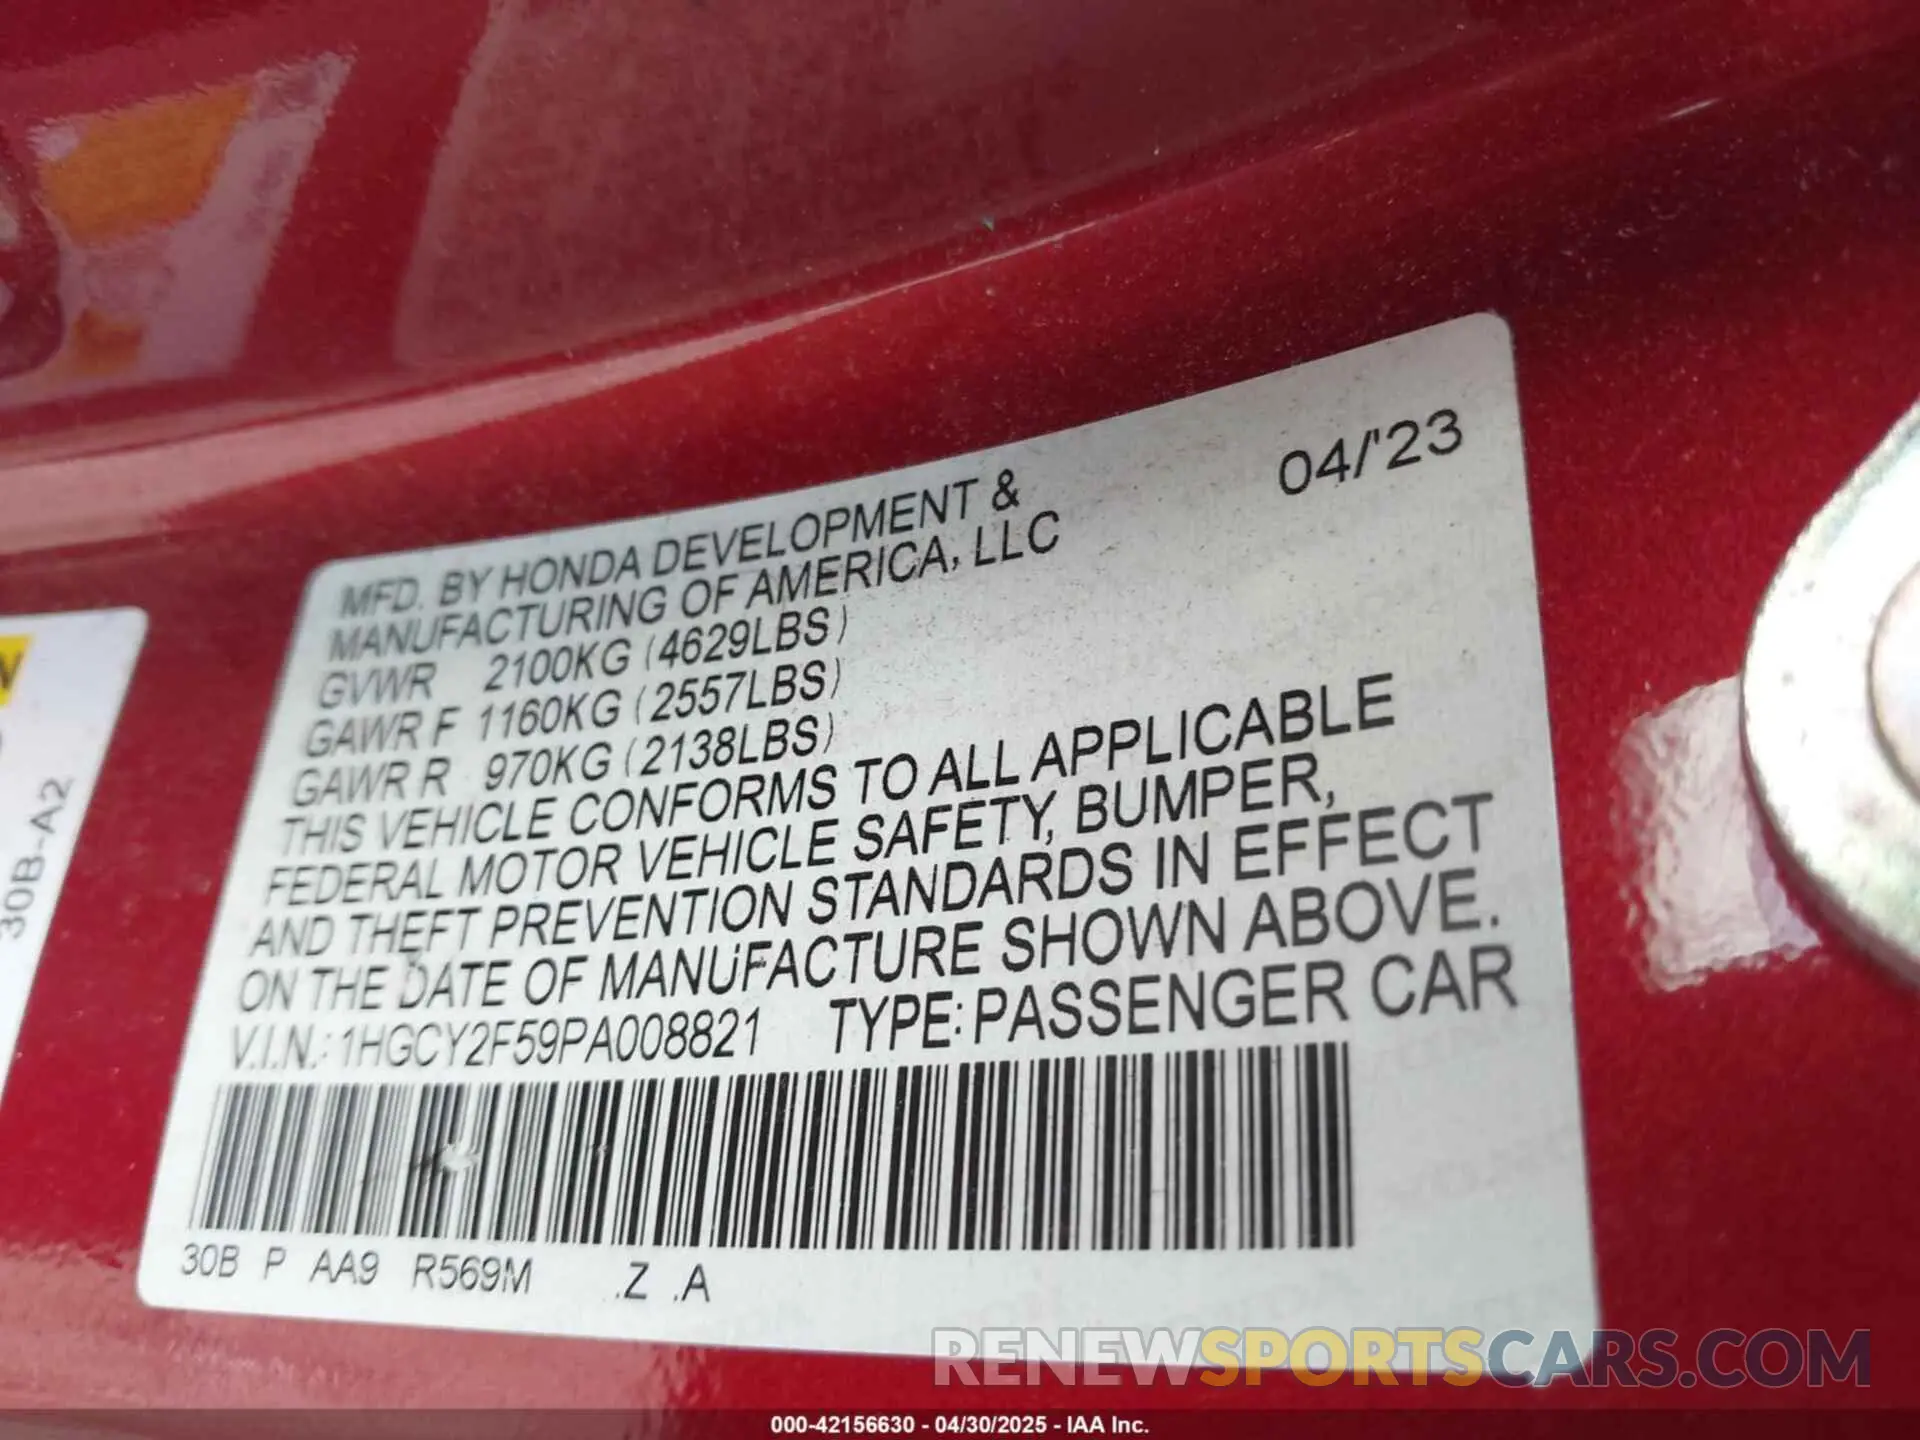 04/'23
MFD. BY HONDA DEVELOPMENT &
MANUFACTURING OF AMERICA, LLC
GVWR 2100KG (4629LBS)
GAWR F 1160KG (2557LBS)
GAWR R 970KG (2138LBS)
THIS VEHICLE CONFORMS TO ALL APPLICABLE
FEDERAL MOTOR VEHICLE SAFETY, BUMPER,
AND THEFT PREVENTION STANDARDS IN EFFECT
ON THE DATE OF MANUFACTURE SHOWN ABOVE.
V.I.N.: 1HGCY2F59PA008821 TYPE: PASSENGER CAR
30B P AA9 R569M .Z .A
30B-A2
RENEWSPORTSCARS.COM
000-42156630 - 04/30/2025 - IAA Inc.